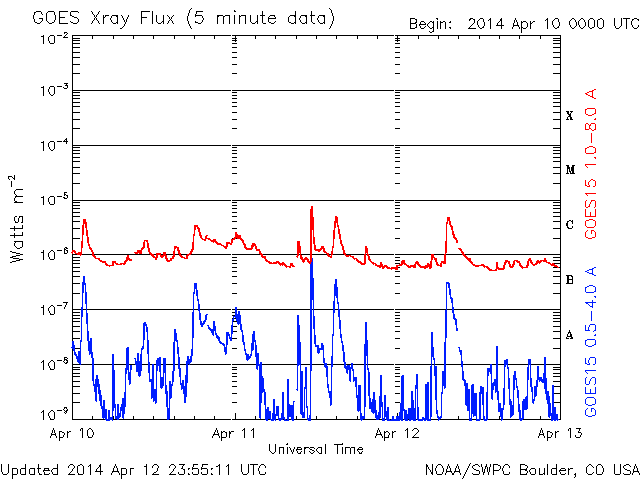 GOES Xray Flux (5 minute data)
Begin: 2014 Apr 10 0000 UTC
10⁻²
10⁻³
10⁻⁴
10⁻⁵
10⁻⁶
10⁻⁷
10⁻⁸
10⁻⁹
Watts m⁻²
X
M
C
B
A
GOES15 1.0-8.0 A
GOES15 0.5-4.0 A
Apr 10
Apr 11
Apr 12
Apr 13
Universal Time
Updated 2014 Apr 12 23:55:11 UTC
NOAA/SWPC Boulder, CO USA